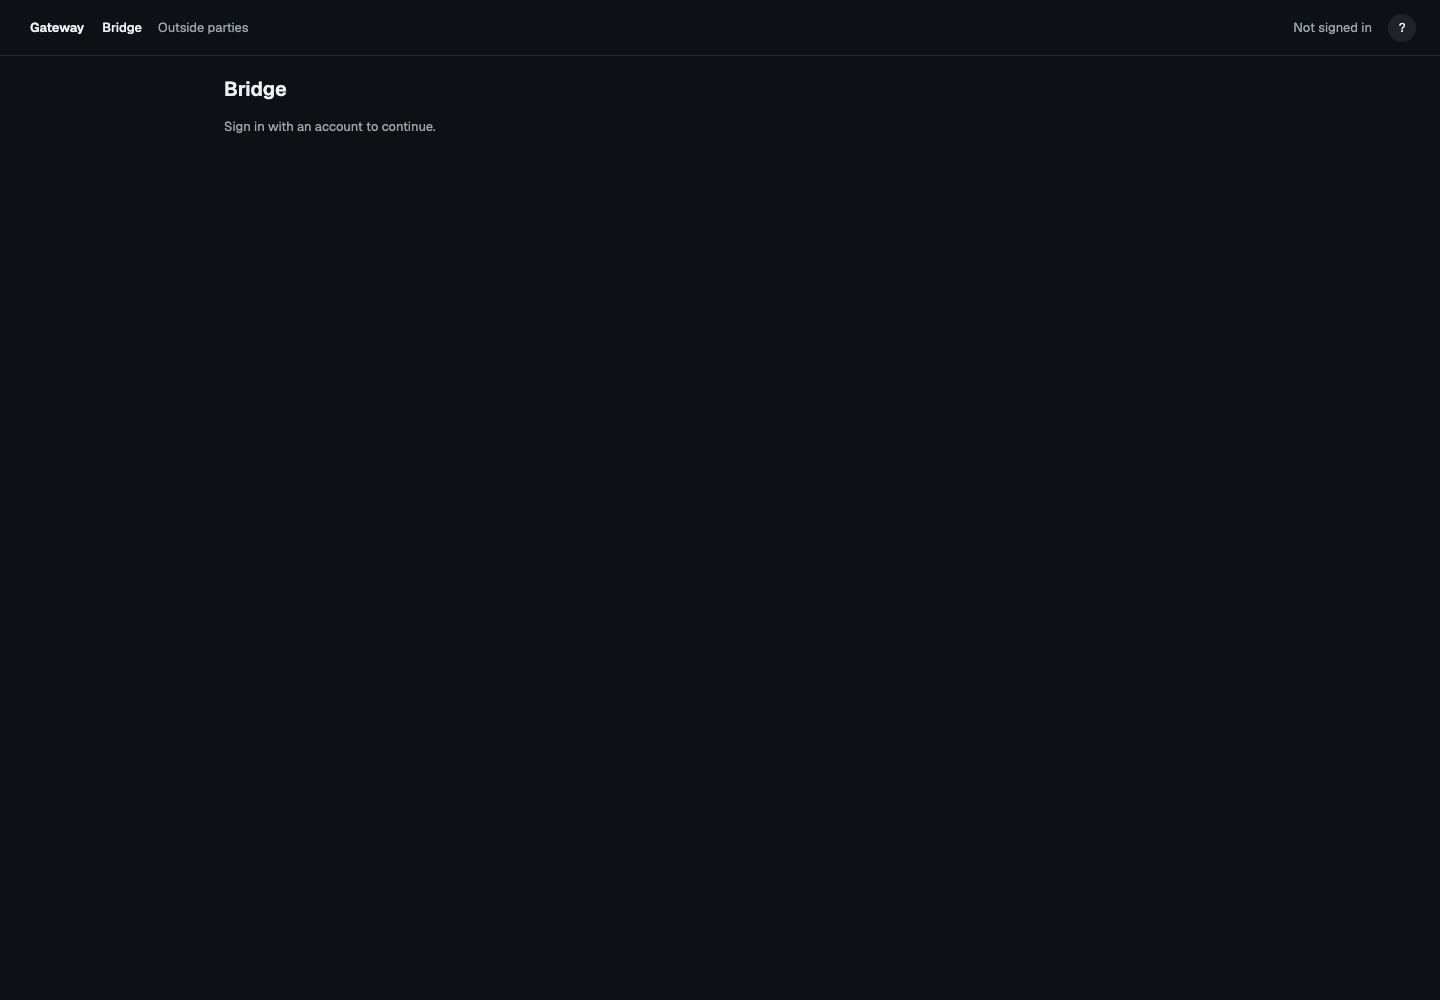 Gateway Bridge Outside parties Not signed in ?
Bridge
Sign in with an account to continue.